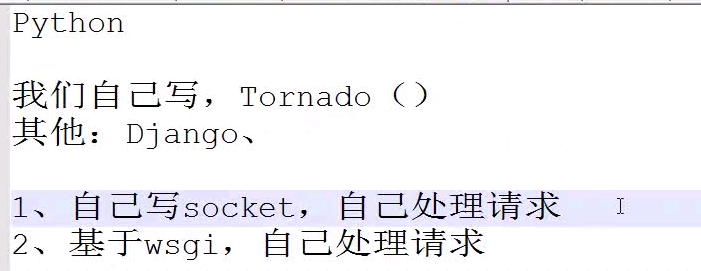 Python
我们自己写，Tornado（）
其他：Django、
1、自己写socket，自己处理请求
2、基于wsgi，自己处理请求